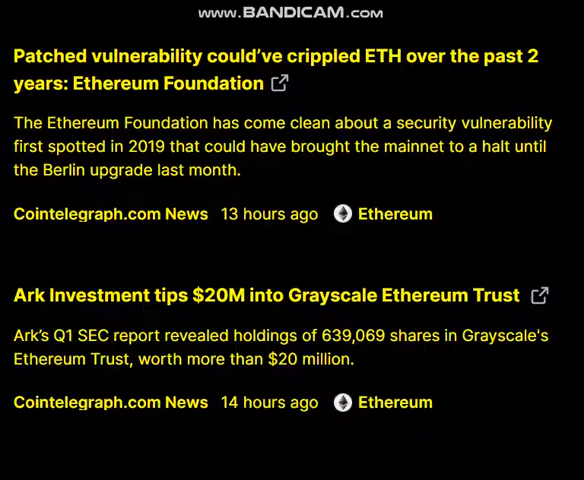 www.BANDICAM.com
Patched vulnerability could’ve crippled ETH over the past 2
years: Ethereum Foundation
The Ethereum Foundation has come clean about a security vulnerability
first spotted in 2019 that could have brought the mainnet to a halt until
the Berlin upgrade last month.
Cointelegraph.com News 13 hours ago Ethereum
Ark Investment tips $20M into Grayscale Ethereum Trust
Ark’s Q1 SEC report revealed holdings of 639,069 shares in Grayscale's
Ethereum Trust, worth more than $20 million.
Cointelegraph.com News 14 hours ago Ethereum